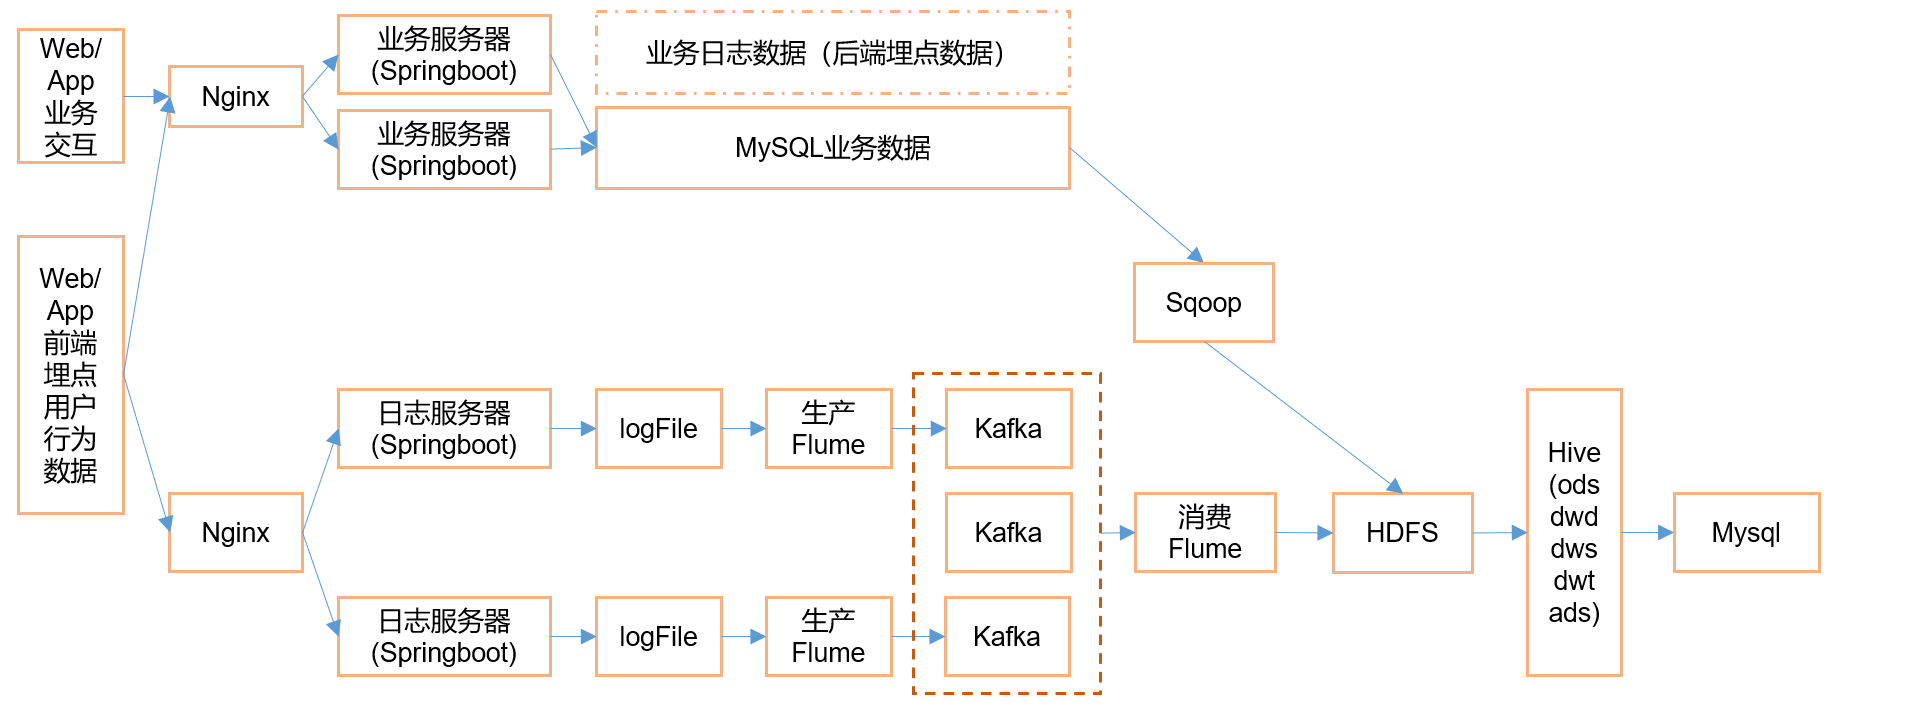 Web/
App
业务
交互
Nginx
业务服务器
(Springboot)
业务服务器
(Springboot)
业务日志数据（后端埋点数据）
MySQL业务数据
Sqoop
Web/
App
前端
埋点
用户
行为
数据
Nginx
日志服务器
(Springboot)
logFile
生产
Flume
Kafka
Kafka
日志服务器
(Springboot)
logFile
生产
Flume
Kafka
消费
Flume
HDFS
Hive
(ods
dwd
dws
dwt
ads)
Mysql